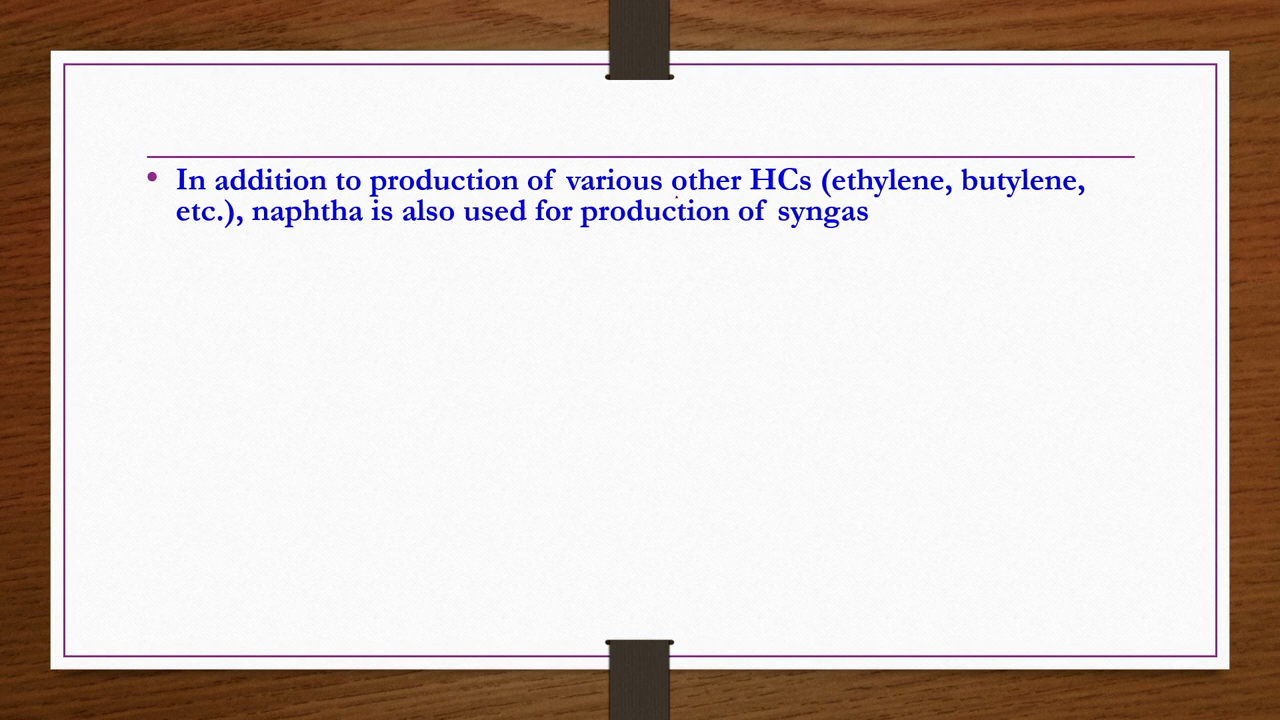 • In addition to production of various other HCs (ethylene, butylene,
etc.), naphtha is also used for production of syngas